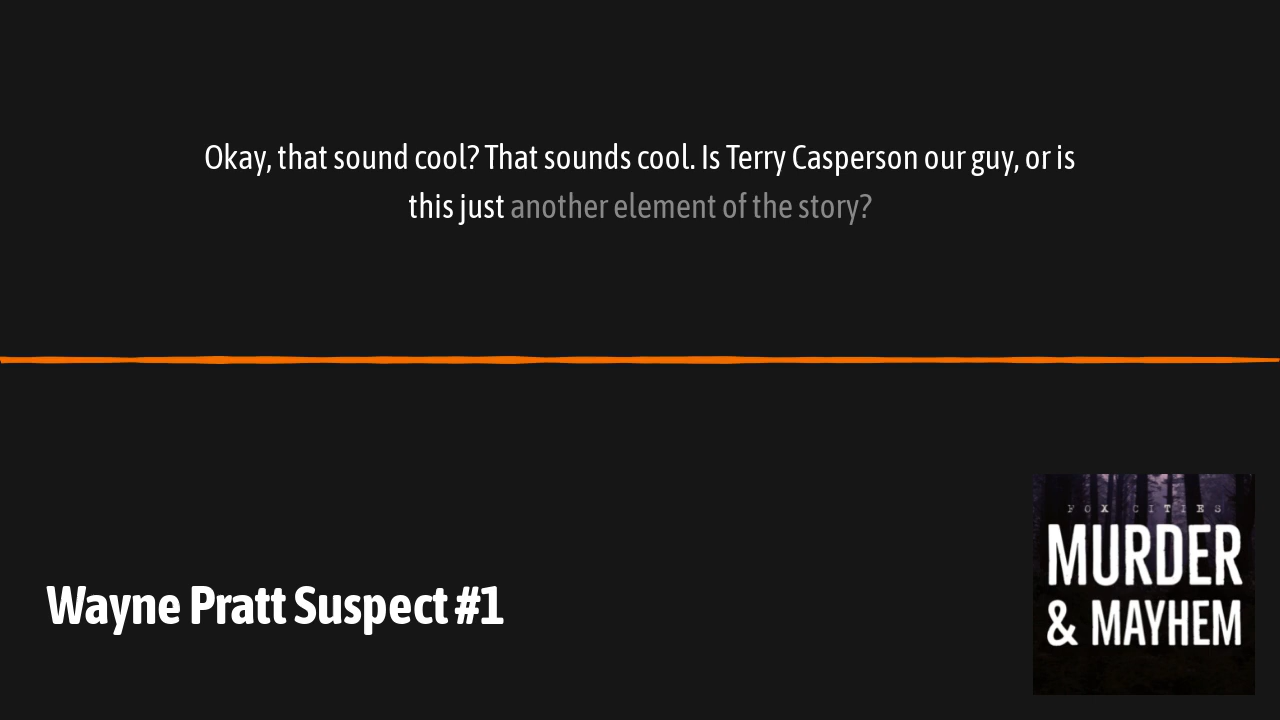 Okay, that sound cool? That sounds cool. Is Terry Casperson our guy, or is
this just another element of the story?
Wayne Pratt Suspect #1
FOX CITIES
MURDER
& MAYHEM